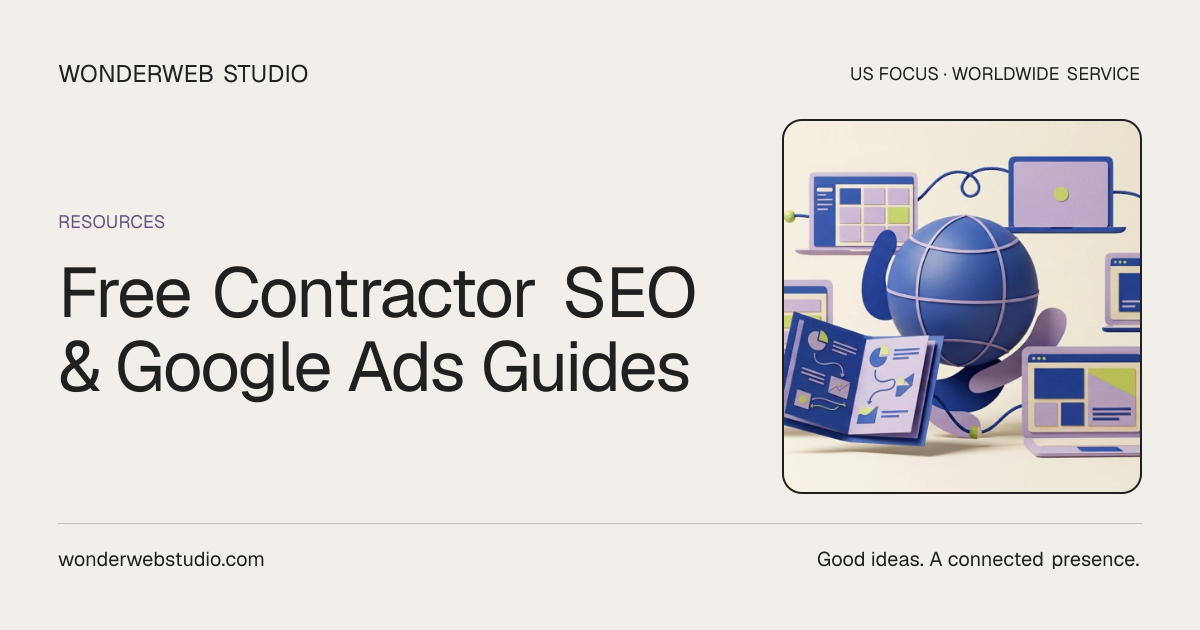 WONDERWEB STUDIO
US FOCUS · WORLDWIDE SERVICE
RESOURCES
Free Contractor SEO
& Google Ads Guides
wonderwebstudio.com
Good ideas. A connected presence.